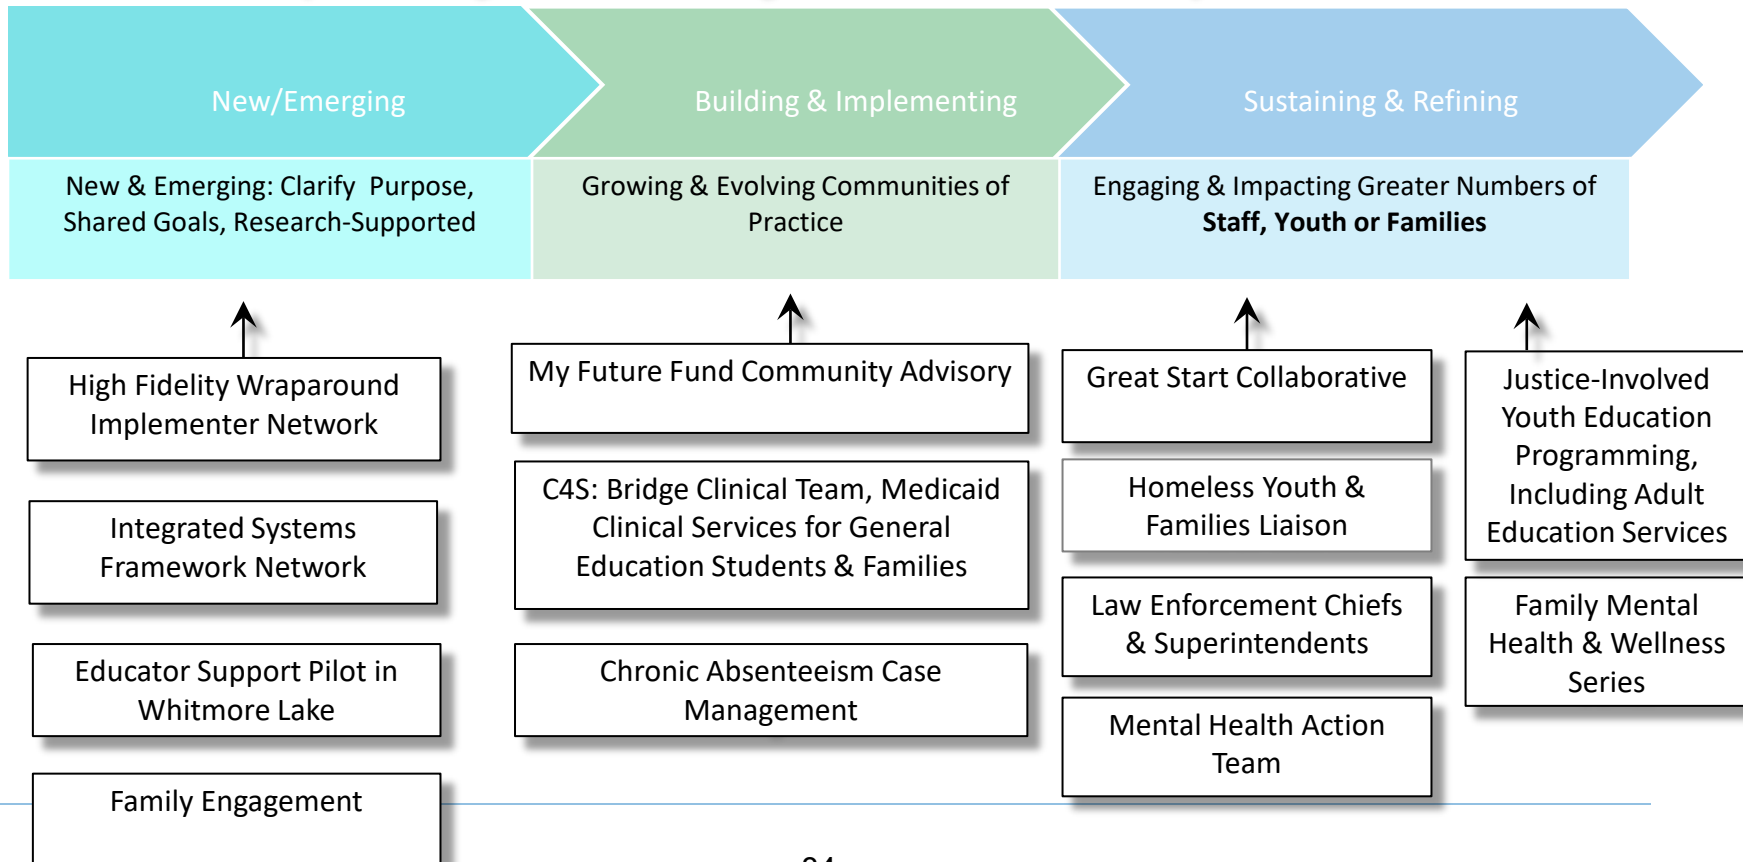 New/Emerging
Building & Implementing
Sustaining & Refining
New & Emerging: Clarify Purpose,
Shared Goals, Research-Supported
Growing & Evolving Communities of
Practice
Engaging & Impacting Greater Numbers of
Staff, Youth or Families
High Fidelity Wraparound
Implementer Network
Integrated Systems
Framework Network
Educator Support Pilot in
Whitmore Lake
Family Engagement
My Future Fund Community Advisory
C4S: Bridge Clinical Team, Medicaid
Clinical Services for General
Education Students & Families
Chronic Absenteeism Case
Management
Great Start Collaborative
Homeless Youth &
Families Liaison
Law Enforcement Chiefs
& Superintendents
Mental Health Action
Team
Justice-Involved
Youth Education
Programming,
Including Adult
Education Services
Family Mental
Health & Wellness
Series